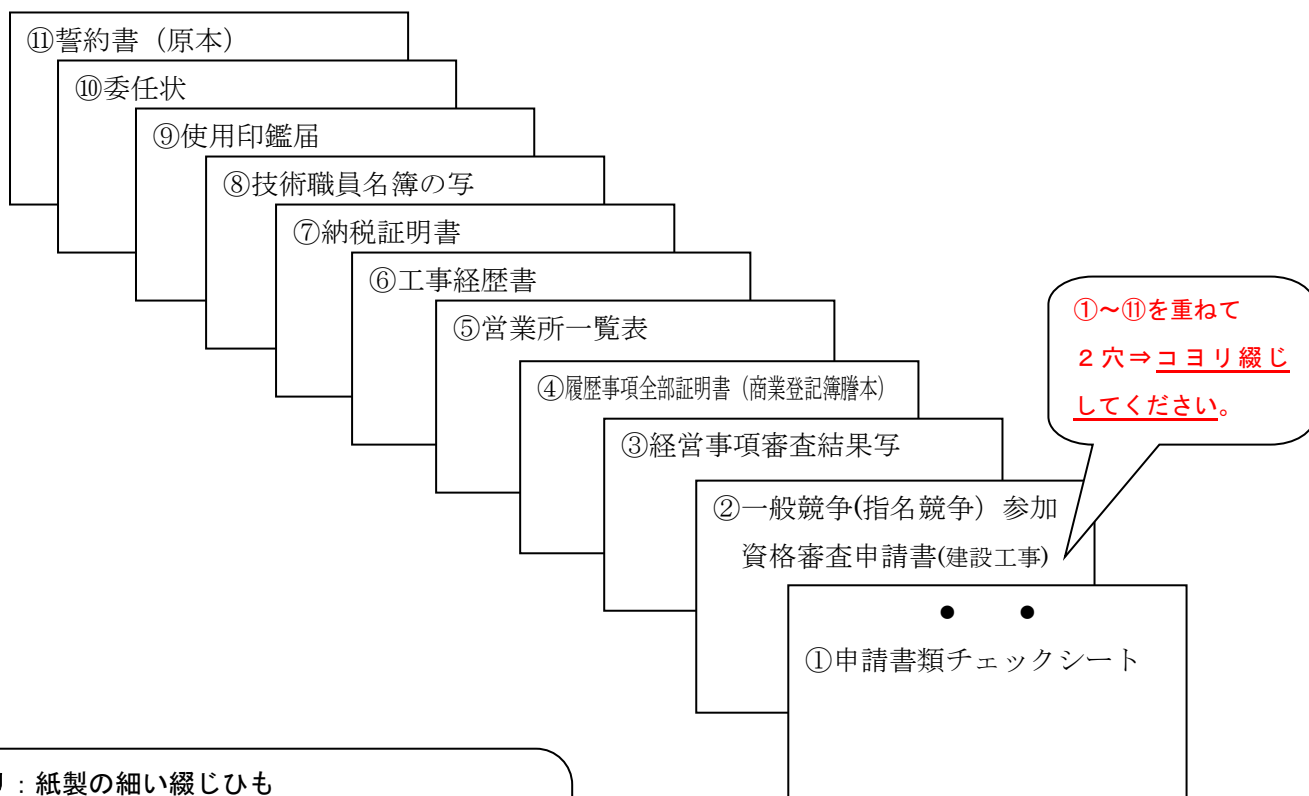 ⑪誓約書（原本）
⑩委任状
⑨使用印鑑届
⑧技術職員名簿の写
⑦納税証明書
⑥工事経歴書
⑤営業所一覧表
④履歴事項全部証明書（商業登記簿謄本）
③経営事項審査結果写
②一般競争(指名競争）参加
資格審査申請書(建設工事)
①申請書類チェックシート
①～⑪を重ねて
２穴⇒コヨリ綴じ
してください。
リ：紙製の細い綴じひも